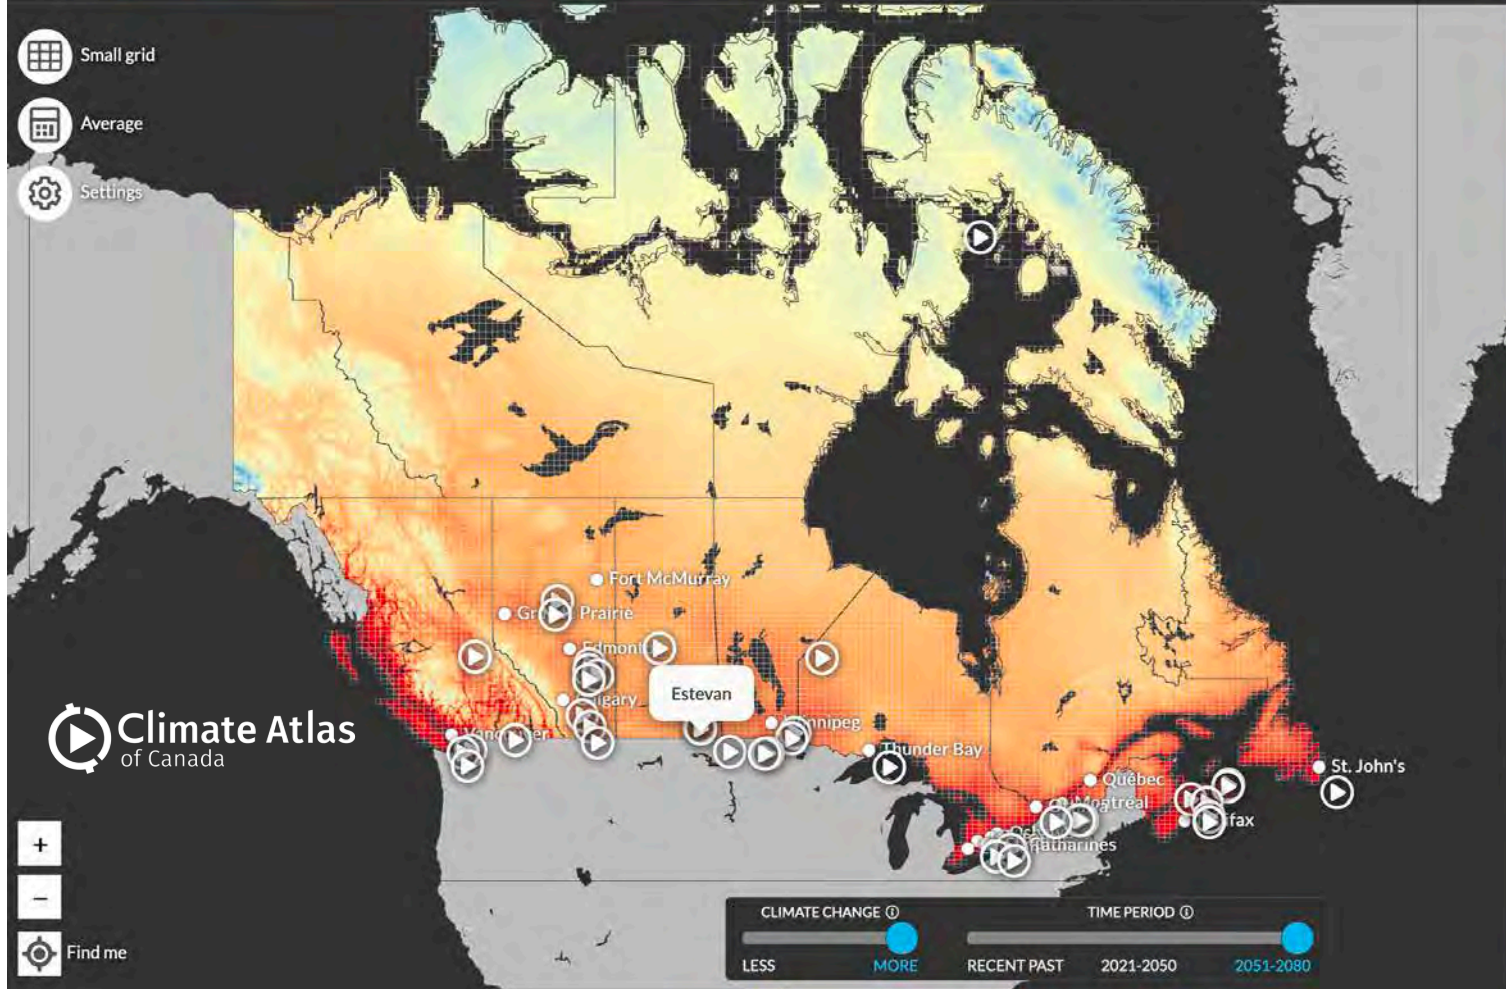 Small grid
Average
Settings
Fort McMurray
Prairie
Estevan
Climate Atlas
of Canada
Thunder Bay
Québec
St. John's
Montréal
+
−
Find me
CLIMATE CHANGE
LESS
MORE
TIME PERIOD
RECENT PAST
2021-2050
2051-2080